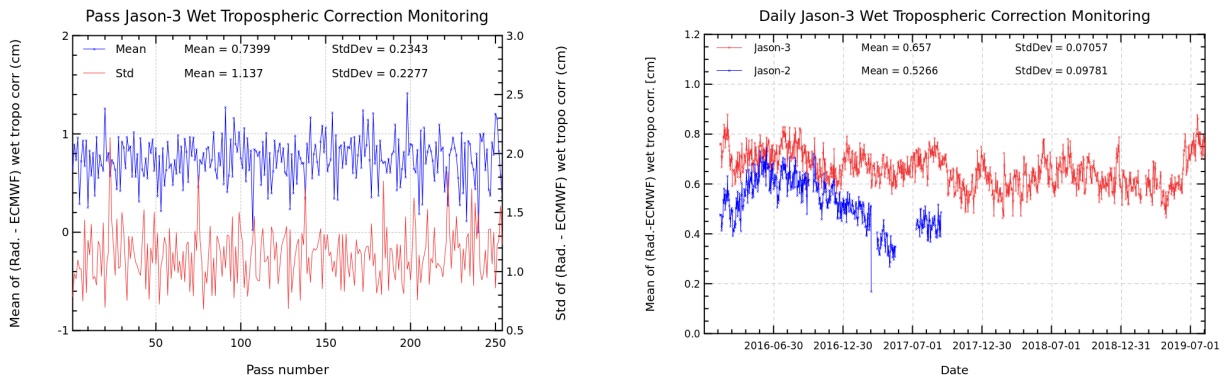 Pass Jason-3 Wet Tropospheric Correction Monitoring
Mean of (Rad. - ECMWF) wet tropo corr (cm)
2
1
0
-1
Mean Mean = 0.7399 StdDev = 0.2343
Std Mean = 1.137 StdDev = 0.2277
3.0
2.5
2.0
1.5
1.0
0.5
Std of (Rad. - ECMWF) wet tropo corr (cm)
50 100 150 200 250
Pass number
Daily Jason-3 Wet Tropospheric Correction Monitoring
Mean of (Rad.-ECMWF) wet tropo corr. [cm]
1.2
1.0
0.8
0.6
0.4
0.2
0.0
Jason-3 Mean = 0.657 StdDev = 0.07057
Jason-2 Mean = 0.5266 StdDev = 0.09781
2016-06-30 2016-12-30 2017-07-01 2017-12-30 2018-07-01 2018-12-31 2019-07-01
Date